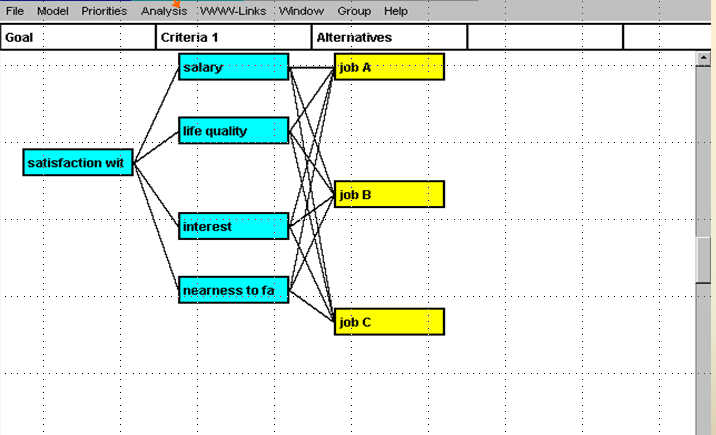 File Model Priorities Analysis WWW-Links Window Group Help
Goal Criteria 1 Alternatives
salary job A
life quality
satisfaction wit
job B
interest
nearness to fa
job C